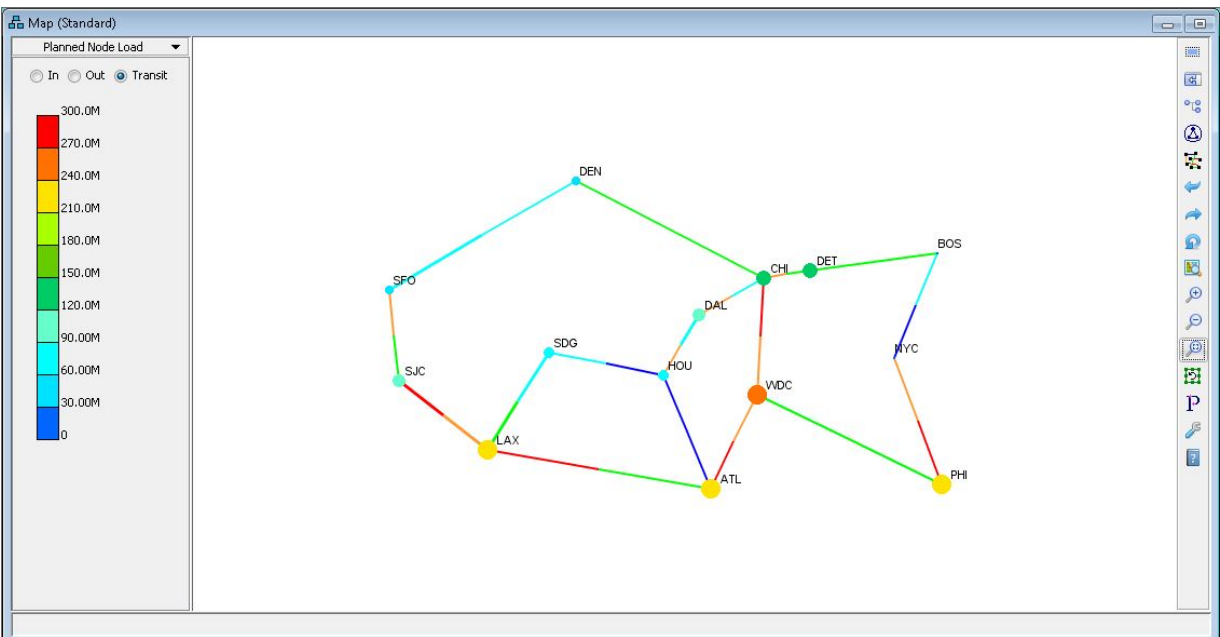 Map (Standard)
Planned Node Load
In Out Transit
300.0M
270.0M
240.0M
210.0M
180.0M
150.0M
120.0M
90.00M
60.00M
30.00M
0
DEN
BOS
CHI
DET
SFO
DAL
SDG
NYC
HOU
SJC
WDC
LAX
ATL
PHI
P
?